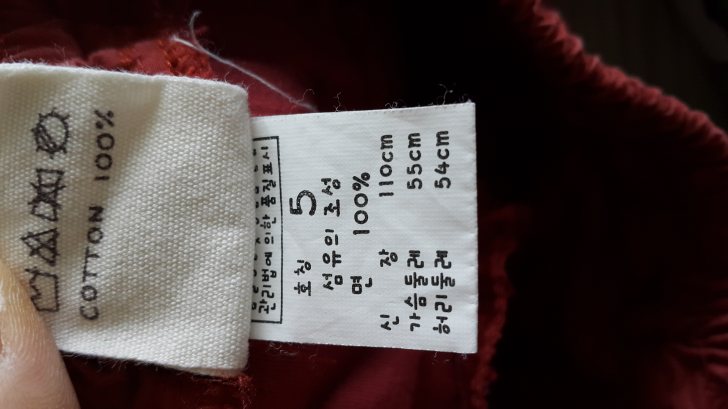 COTTON 100%
관리법에 의한 품질표시
호칭 5
섬유의 조성
면 100%
신 장 110cm
가슴둘레 55cm
허리둘레 54cm